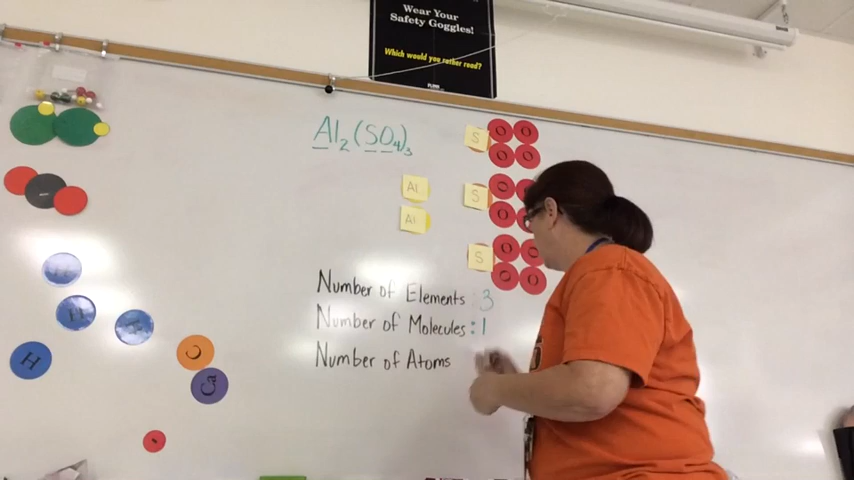 Wear Your
Safety Goggles!
Which would you rather read?
Al2(SO4)3
S O O
O O
Al S O
Al O
S O O
O O
Number of Elements : 3
Number of Molecules : 1
Number of Atoms
H
C
Ca